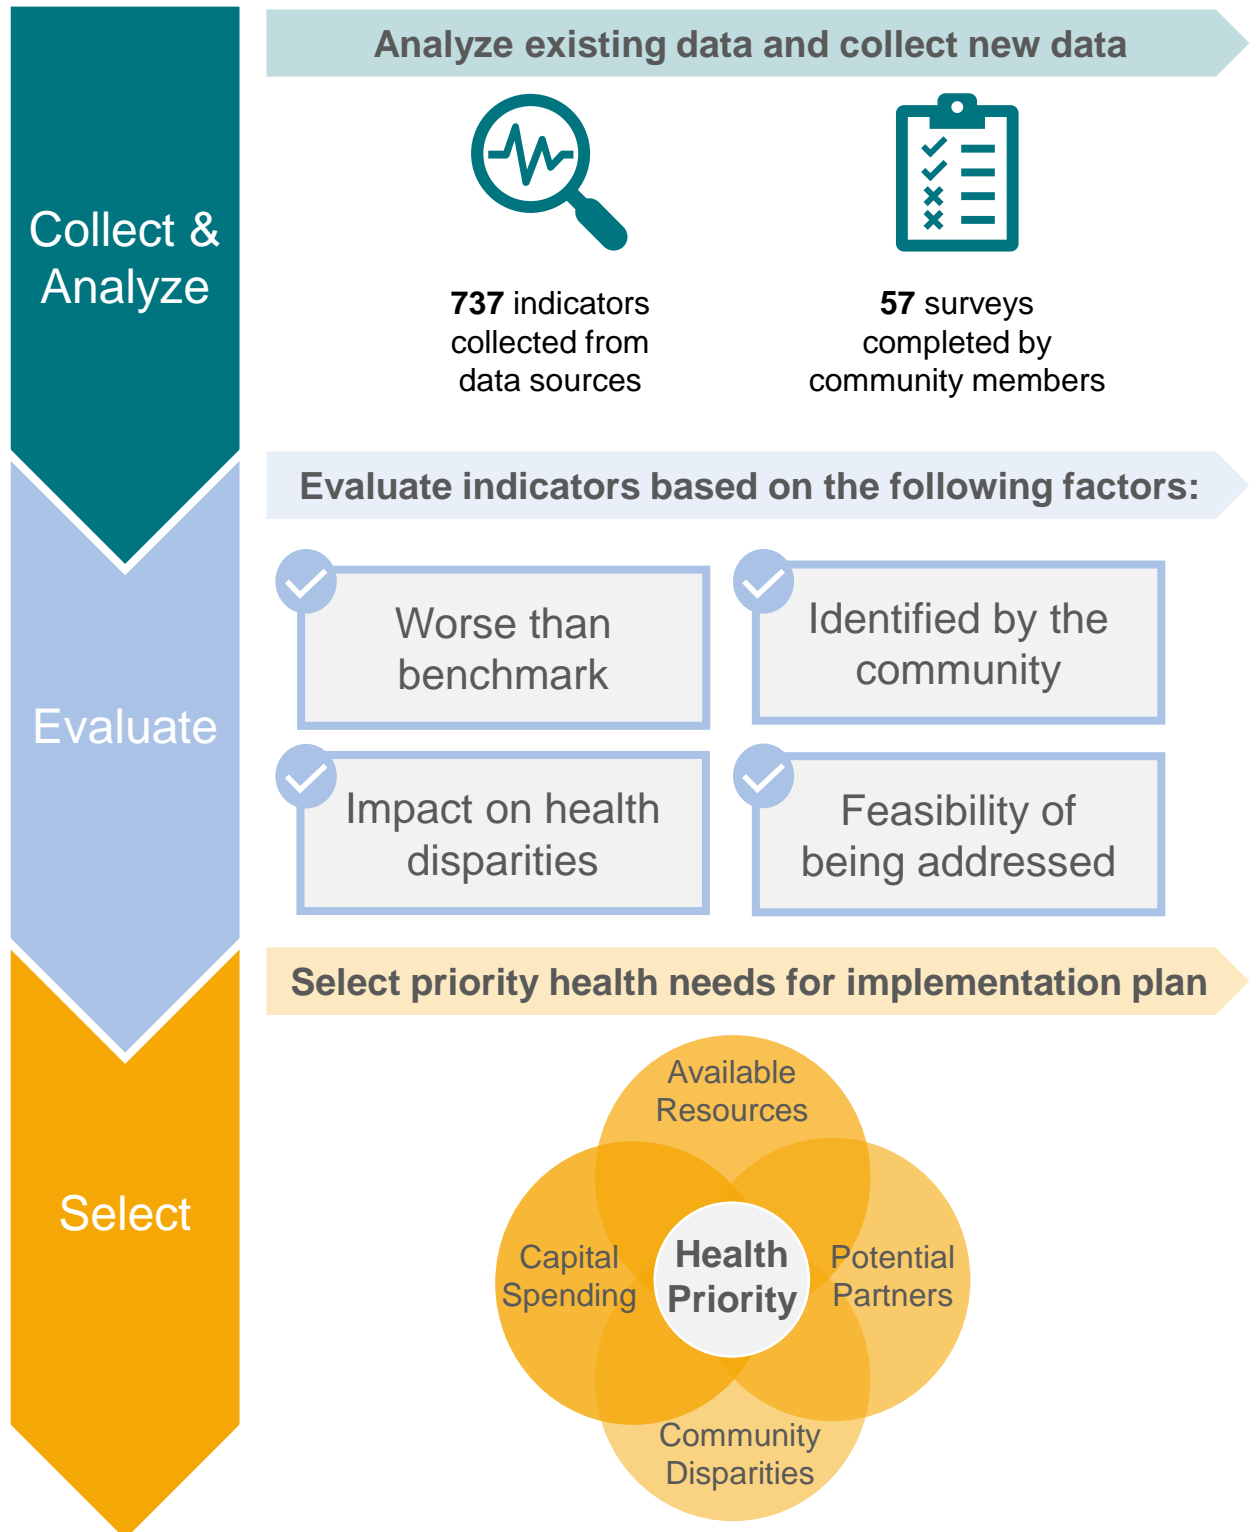 Analyze existing data and collect new data
Collect &
Analyze
737 indicators
collected from
data sources
57 surveys
completed by
community members
Evaluate indicators based on the following factors:
Evaluate
Worse than
benchmark
Identified by the
community
Impact on health
disparities
Feasibility of
being addressed
Select priority health needs for implementation plan
Select
Available
Resources
Capital
Spending
Health
Priority
Potential
Partners
Community
Disparities